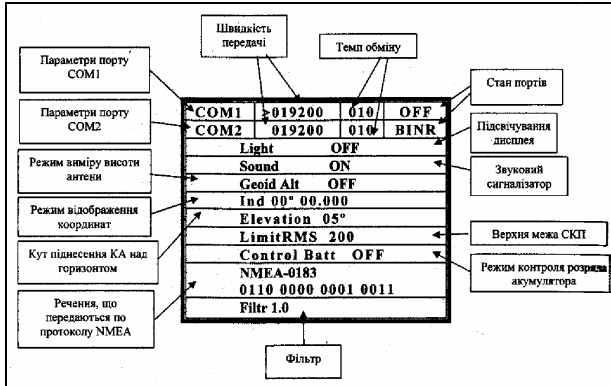 Швидкість
передачі
Темп обміну
Параметри порту
COM1
Стан портів
Параметри порту
COM2
Підсвічування
дисплея
Режим виміру висоти
антени
Звуковий
сигналізатор
Режим відображення
координат
Кут піднесення КА над
горизонтом
Верхня межа СКП
Речення, що
передаються по
протоколу NMEA
Режим контроля розряда
акумулятора
Фільтр
COM1 >019200 010 OFF
COM2 019200 010 BINR
Light OFF
Sound ON
Geoid Alt OFF
Ind 00° 00.000
Elevation 05°
LimitRMS 200
Control Batt OFF
NMEA-0183
0110 0000 0001 0011
Filtr 1.0